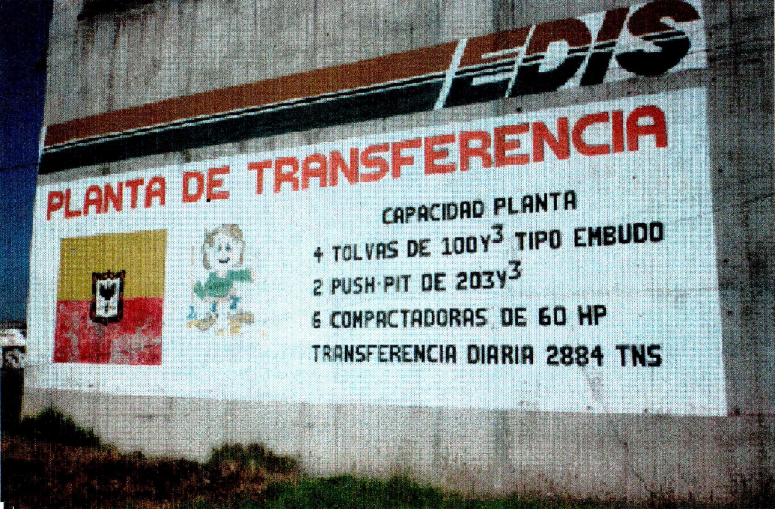 EDIS
PLANTA DE TRANSFERENCIA
CAPACIDAD PLANTA
4 TOLVAS DE 100Y³ TIPO EMBUDO
2 PUSH-PIT DE 203Y³
6 COMPACTADORAS DE 60 HP
TRANSFERENCIA DIARIA 2884 TNS